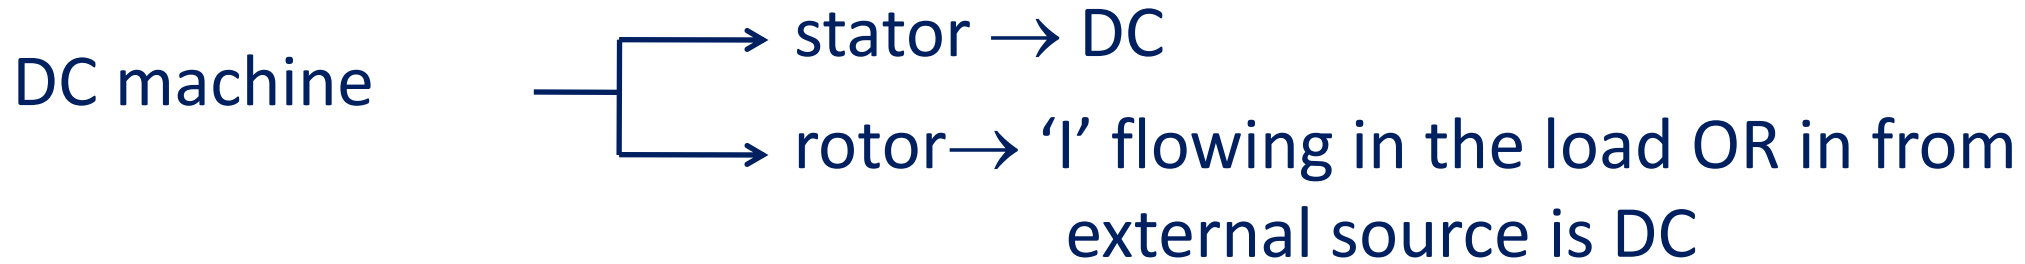 stator → DC
DC machine
rotor→ ‘I’ flowing in the load OR in from
external source is DC